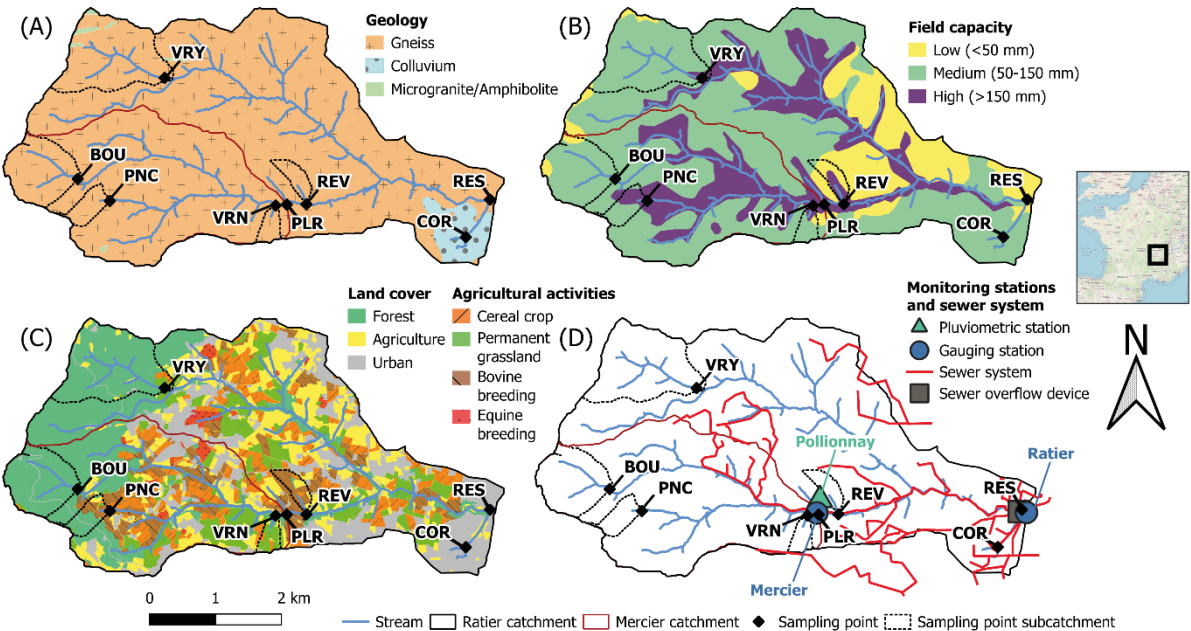 (A)
Geology
Gneiss
Colluvium
Microgranite/Amphibolite
VRY
BOU
PNC
REV
RES
VRN
PLR
COR
(B)
Field capacity
Low (<50 mm)
Medium (50-150 mm)
High (>150 mm)
VRY
BOU
PNC
REV
RES
VRN
PLR
COR
(C)
Land cover
Forest
Agriculture
Urban
Agricultural activities
Cereal crop
Permanent
grassland
Bovine
breeding
Equine
breeding
VRY
BOU
PNC
REV
RES
VRN
PLR
COR
(D)
Monitoring stations
and sewer system
Pluviometric station
Gauging station
Sewer system
Sewer overflow device
N
VRY
Pollionnay
Ratier
BOU
PNC
REV
RES
VRN
PLR
COR
Mercier
0 1 2 km
Stream Ratier catchment Mercier catchment Sampling point Sampling point subcatchment